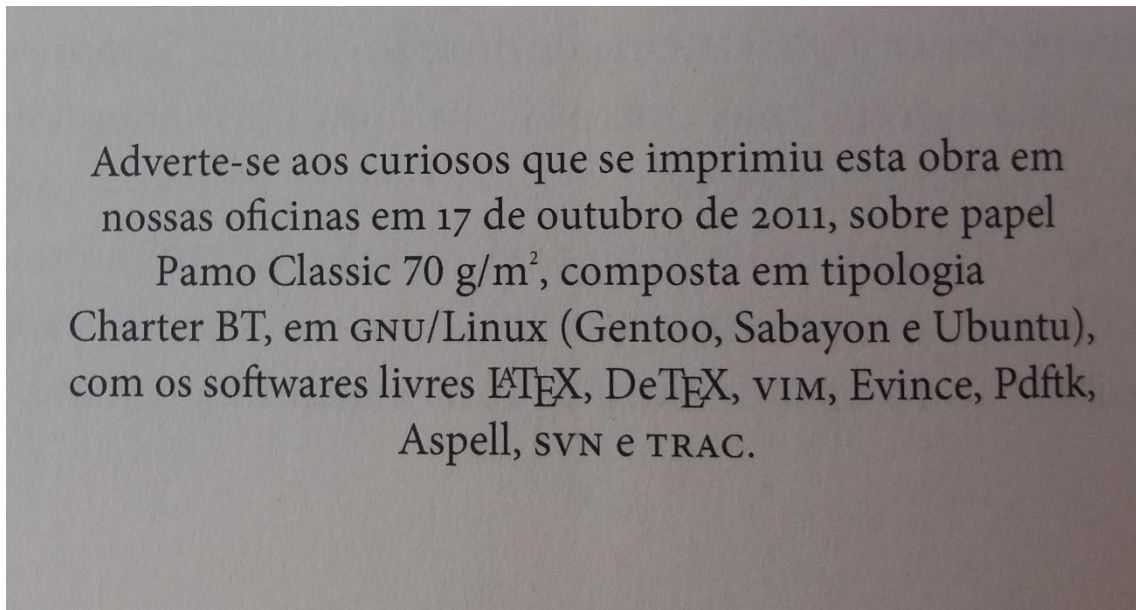 Adverte-se aos curiosos que se imprimiu esta obra em
nossas oficinas em 17 de outubro de 2011, sobre papel
Pamo Classic 70 g/m², composta em tipologia
Charter BT, em GNU/Linux (Gentoo, Sabayon e Ubuntu),
com os softwares livres LATEX, DeTEX, VIM, Evince, Pdftk,
Aspell, SVN e TRAC.